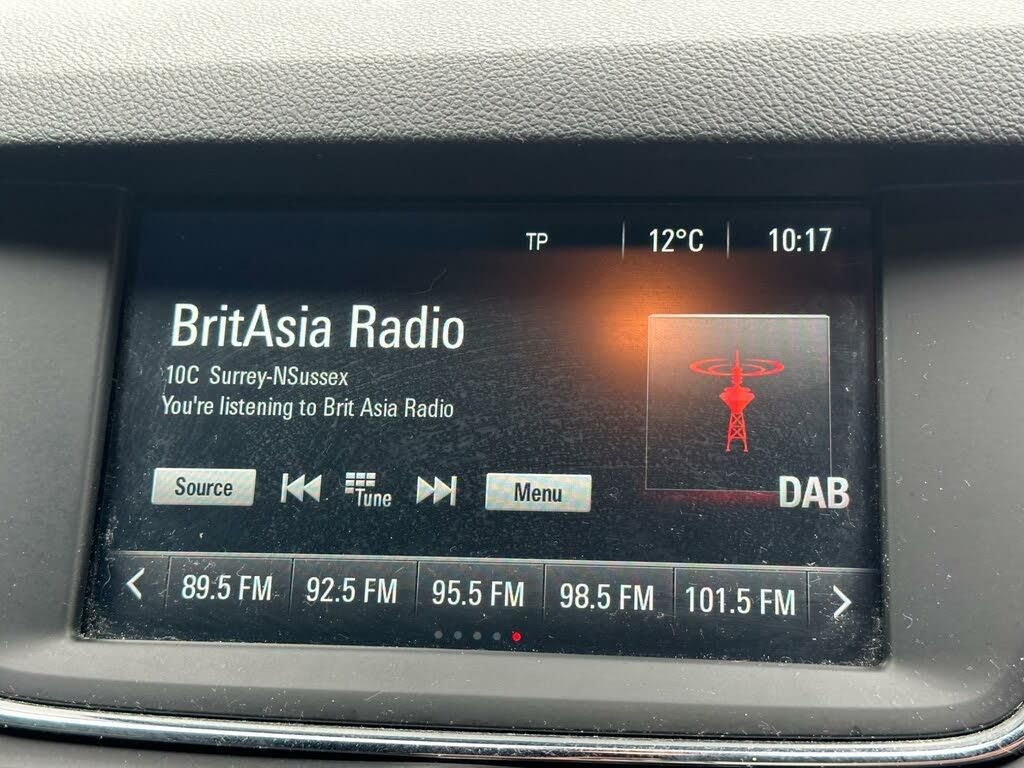 TP 12°C 10:17
BritAsia Radio
10C Surrey-NSussex
You're listening to Brit Asia Radio
Source Tune Menu
DAB
89.5 FM 92.5 FM 95.5 FM 98.5 FM 101.5 FM